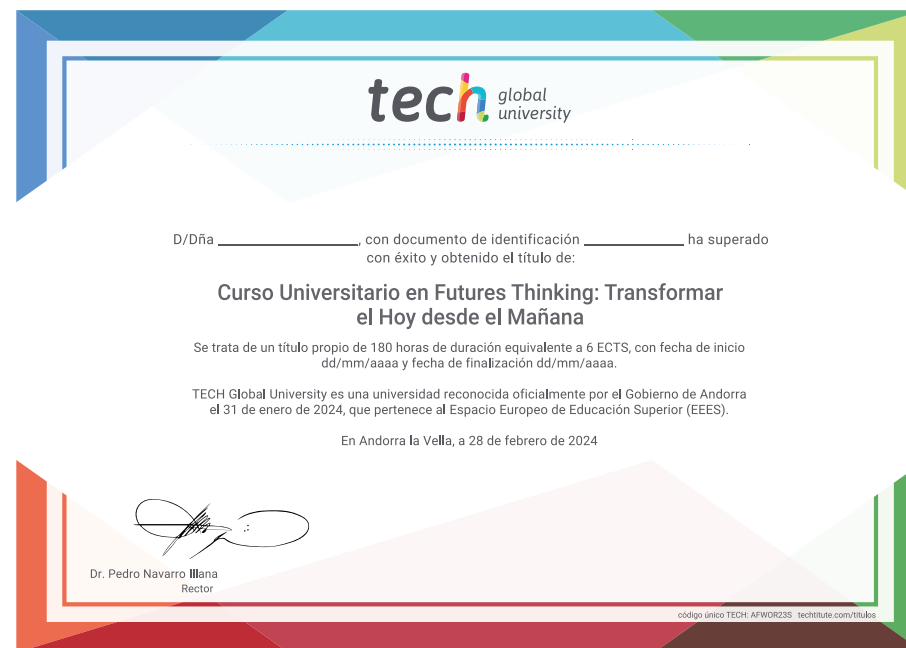 tech global university
D/Dña ________________, con documento de identificación ____________ ha superado
con éxito y obtenido el título de:
Curso Universitario en Futures Thinking: Transformar
el Hoy desde el Mañana
Se trata de un título propio de 180 horas de duración equivalente a 6 ECTS, con fecha de inicio
dd/mm/aaaa y fecha de finalización dd/mm/aaaa.
TECH Global University es una universidad reconocida oficialmente por el Gobierno de Andorra
el 31 de enero de 2024, que pertenece al Espacio Europeo de Educación Superior (EEES).
En Andorra la Vella, a 28 de febrero de 2024
Dr. Pedro Navarro Illana
Rector
código único TECH: AFWOR23S techtitute.com/titulos